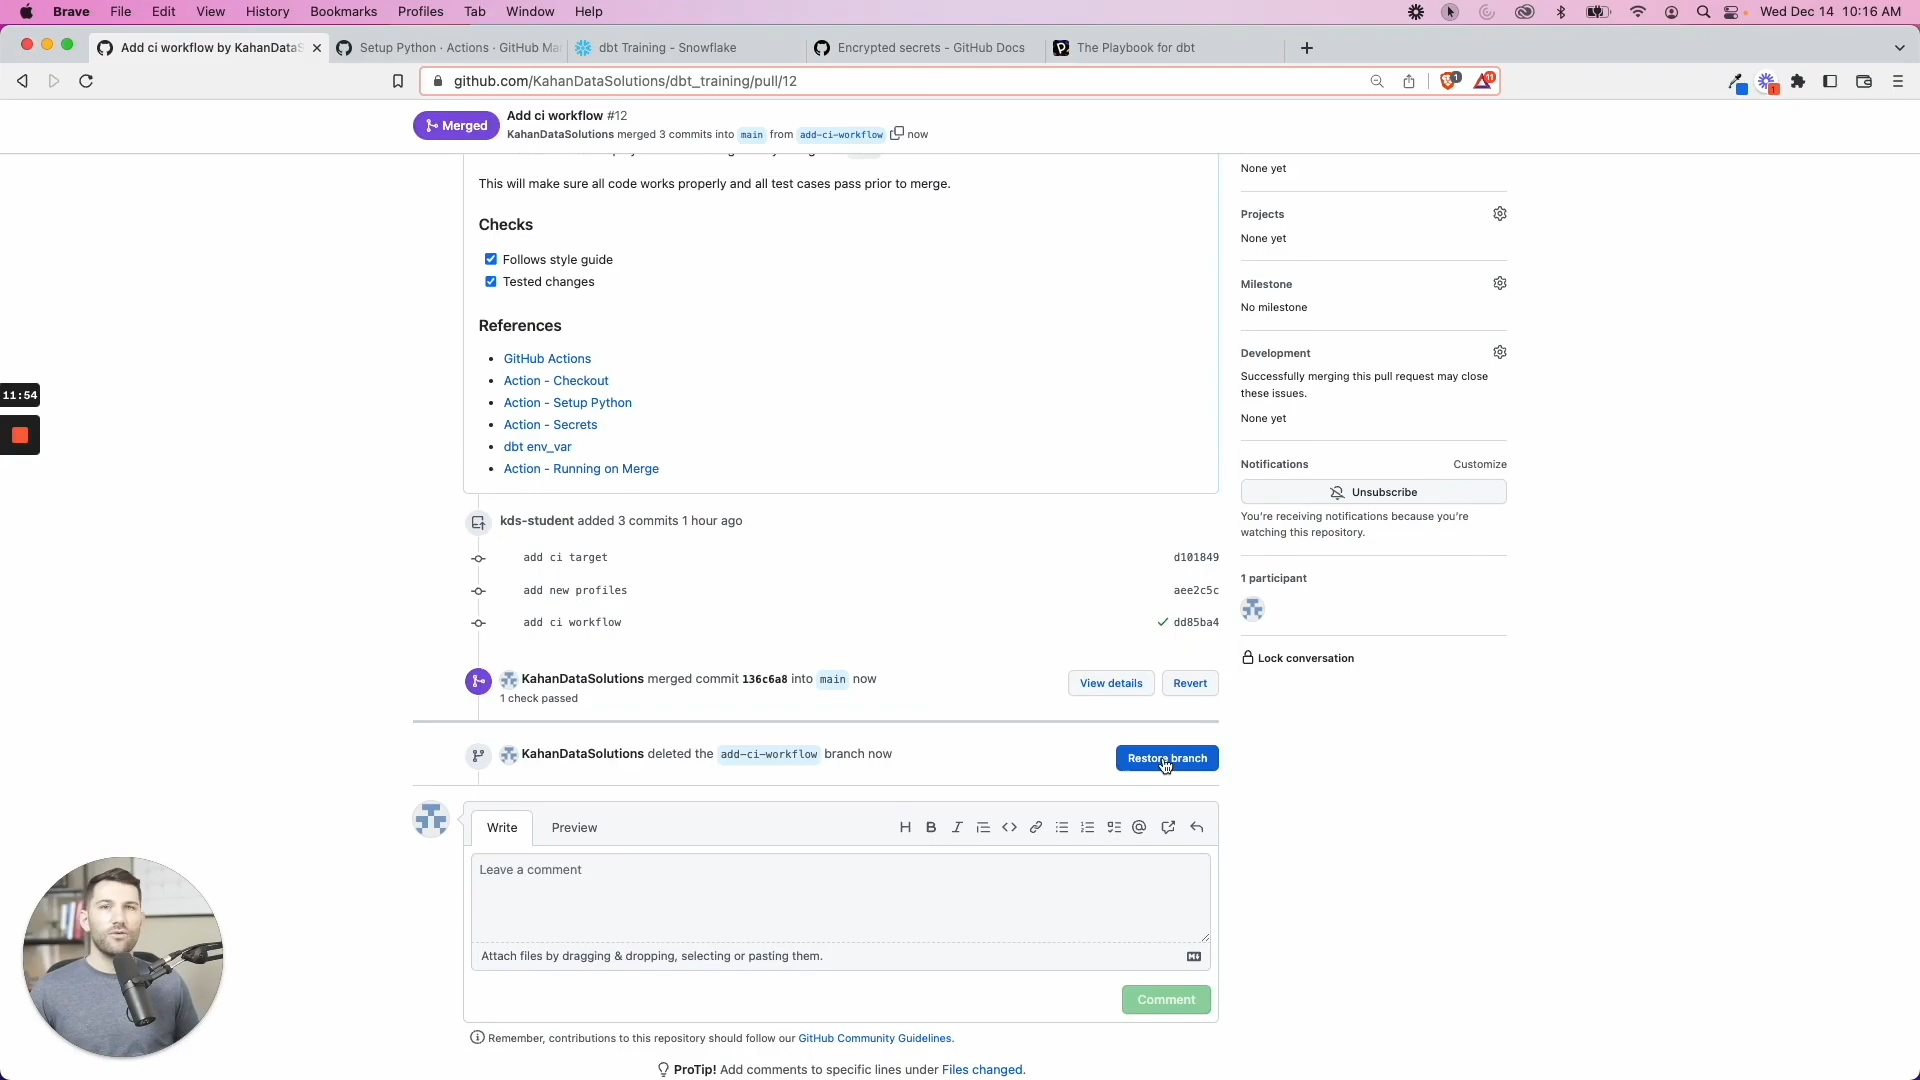 Brave File Edit View History Bookmarks Profiles Tab Window Help Wed Dec 14 10:16 AM
Add ci workflow by KahanDataS Setup Python · Actions · GitHub Ma dbt Training - Snowflake Encrypted secrets - GitHub Docs The Playbook for dbt
github.com/KahanDataSolutions/dbt_training/pull/12 1 11 1
Merged Add ci workflow #12
KahanDataSolutions merged 3 commits into main from add-ci-workflow now
This will make sure all code works properly and all test cases pass prior to merge.
Checks
Follows style guide
Tested changes
References
GitHub Actions
Action - Checkout
Action - Setup Python
Action - Secrets
dbt env_var
Action - Running on Merge
kds-student added 3 commits 1 hour ago
add ci target d101849
add new profiles aee2c5c
add ci workflow dd85ba4
KahanDataSolutions merged commit 136c6a8 into main now
1 check passed
View details Revert
KahanDataSolutions deleted the add-ci-workflow branch now Restore branch
Write Preview
Leave a comment
Attach files by dragging & dropping, selecting or pasting them.
Comment
Remember, contributions to this repository should follow our GitHub Community Guidelines.
ProTip! Add comments to specific lines under Files changed.
None yet
Projects
None yet
Milestone
No milestone
Development
Successfully merging this pull request may close
these issues.
None yet
Notifications Customize
Unsubscribe
You're receiving notifications because you're
watching this repository.
1 participant
Lock conversation
11:54